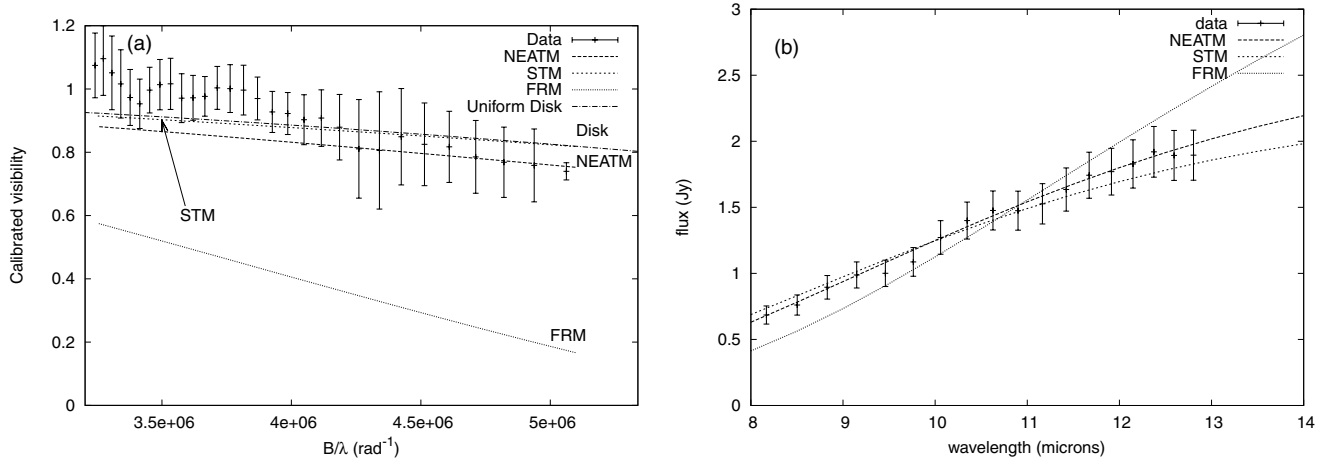 (a)
Calibrated visibility
1.2
1
0.8
0.6
0.4
0.2
0
Data
NEATM
STM
FRM
Uniform Disk
Disk
NEATM
STM
FRM
3.5e+06
4e+06
4.5e+06
5e+06
B/λ (rad⁻¹)
(b)
flux (Jy)
3
2.5
2
1.5
1
0.5
0
data
NEATM
STM
FRM
8
9
10
11
12
13
14
wavelength (microns)